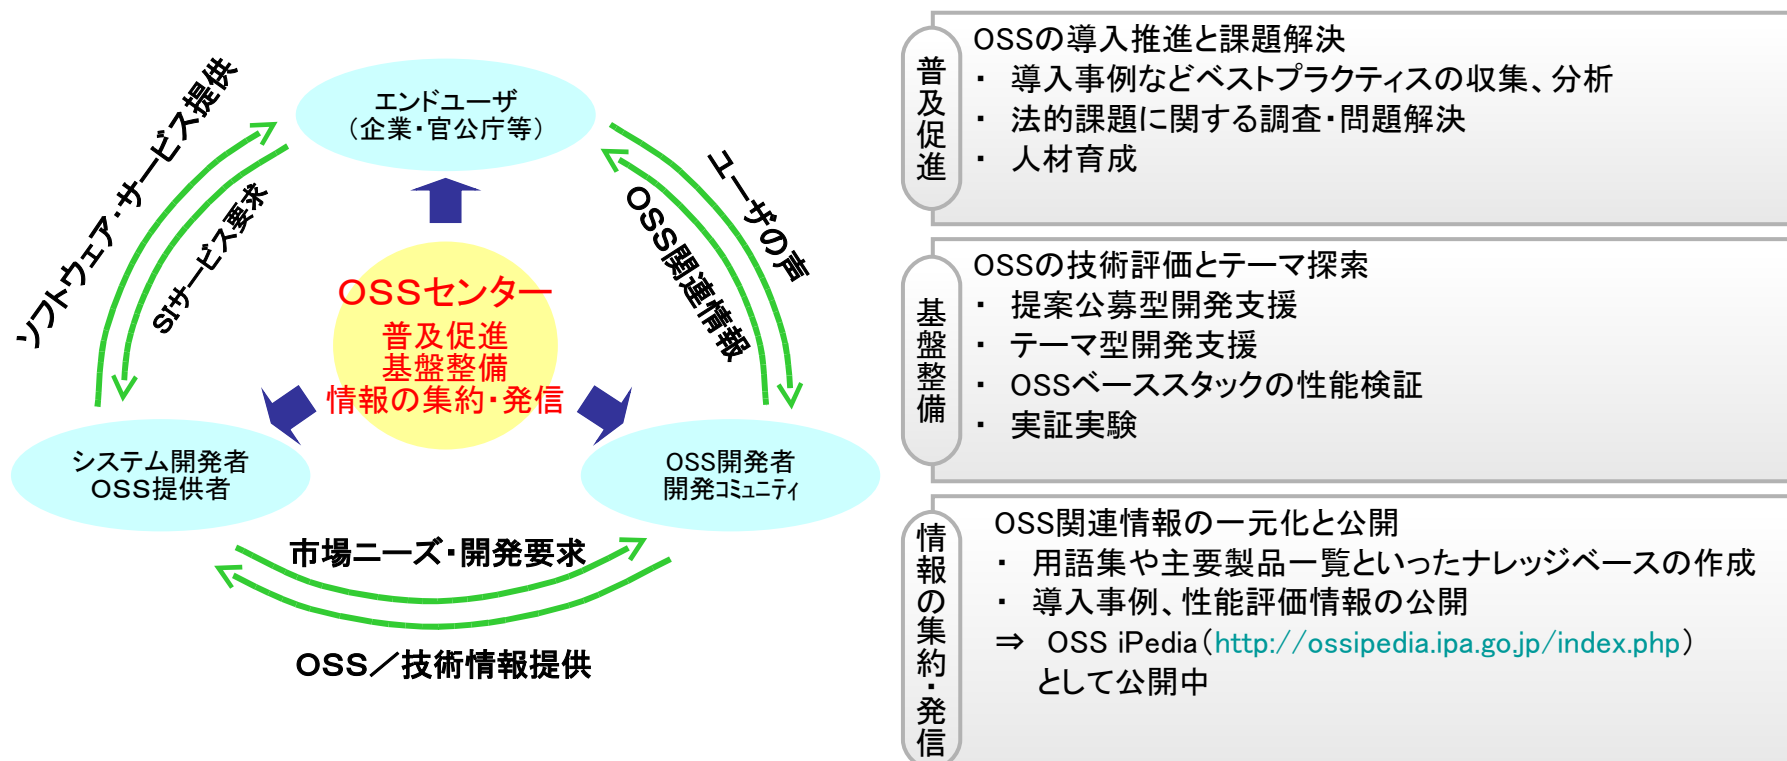 エンドユーザ
（企業・官公庁等）
ソフトウェア・サービス提供
SIサービス要求
ユーザの声
OSS関連情報
OSSセンター
普及促進
基盤整備
情報の集約・発信
システム開発者
OSS提供者
OSS開発者
開発ｺﾐｭﾆﾃｨ
市場ニーズ・開発要求
OSS／技術情報提供
普及促進
OSSの導入推進と課題解決
・ 導入事例などベストプラクティスの収集、分析
・ 法的課題に関する調査・問題解決
・ 人材育成
基盤整備
OSSの技術評価とテーマ探索
・ 提案公募型開発支援
・ テーマ型開発支援
・ OSSベーススタックの性能検証
・ 実証実験
情報の集約・発信
OSS関連情報の一元化と公開
・ 用語集や主要製品一覧といったナレッジベースの作成
・ 導入事例、性能評価情報の公開
⇒ OSS iPedia（http://ossipedia.ipa.go.jp/index.php）
として公開中